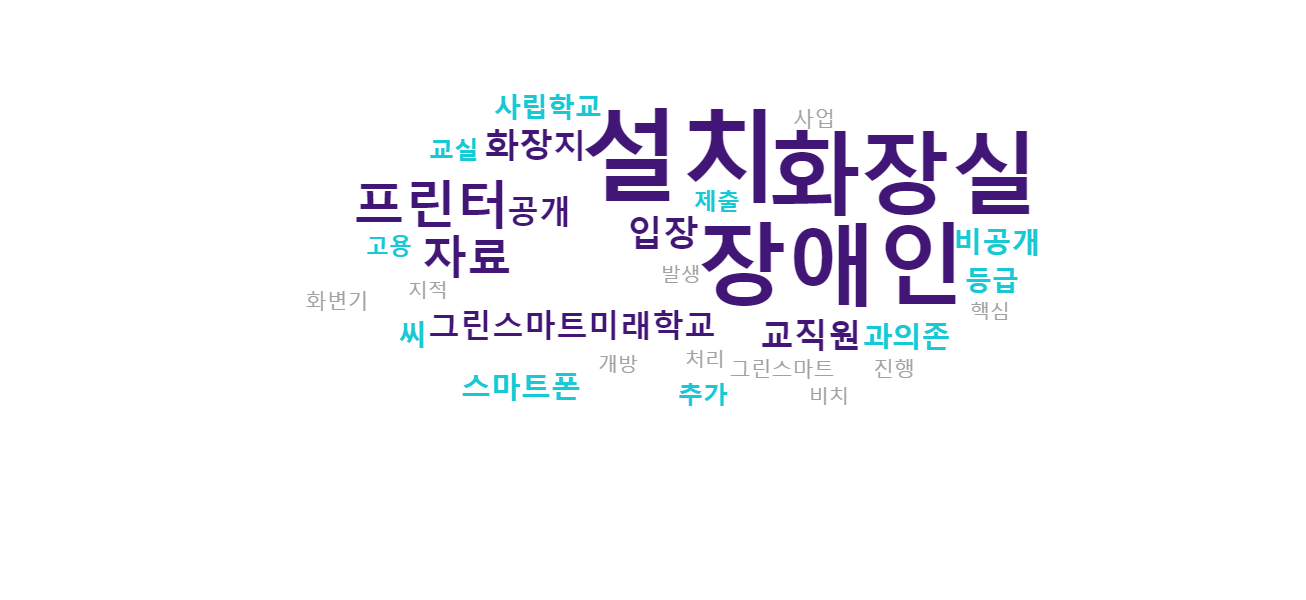 사립학교
사업
교실
화장지
설치
화장실
프린터
공개
제출
입장
장애인
비공개
고용
자료
발생
등급
화변기
지적
핵심
씨
그린스마트미래학교
교직원
과의존
개방
처리
그린스마트
진행
스마트폰
추가
비치